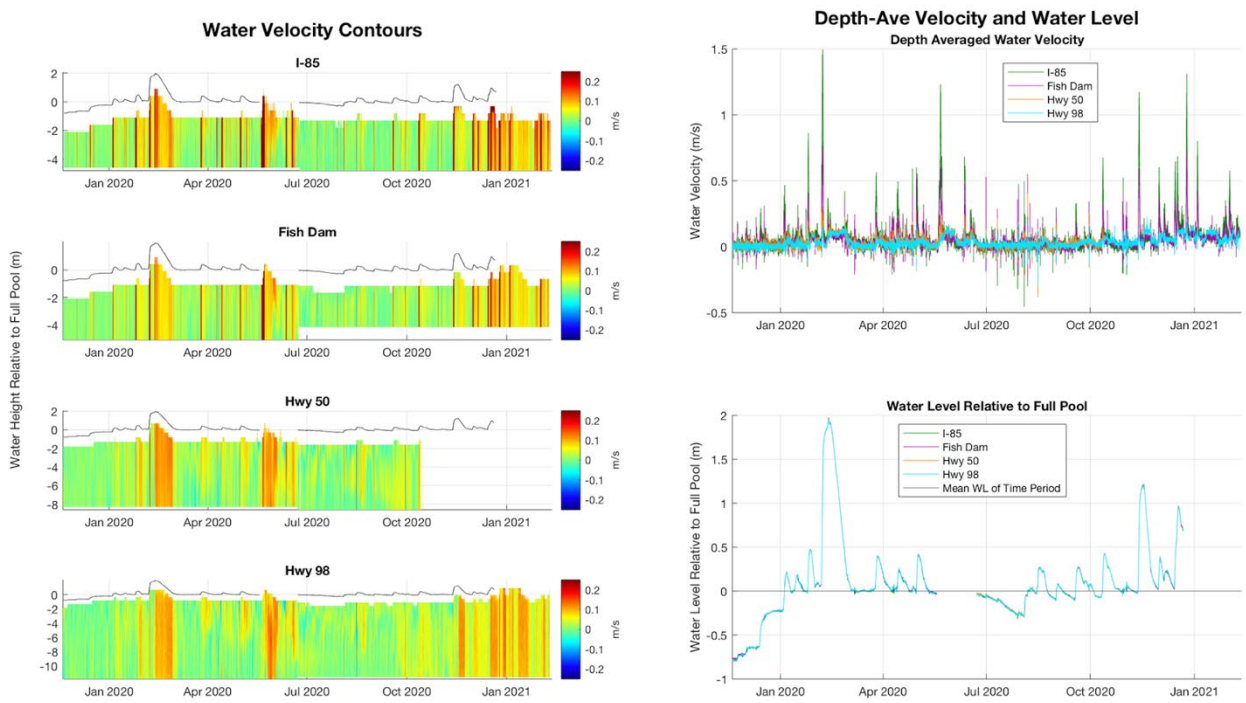 Water Velocity Contours
Water Height Relative to Full Pool (m)
I-85
2
0
-2
-4
Jan 2020 Apr 2020 Jul 2020 Oct 2020 Jan 2021
0.2
0.1
0
-0.1
-0.2
m/s
Fish Dam
0
-2
-4
Jan 2020 Apr 2020 Jul 2020 Oct 2020 Jan 2021
0.2
0.1
0
-0.1
-0.2
m/s
Hwy 50
2
0
-2
-4
-6
-8
Jan 2020 Apr 2020 Jul 2020 Oct 2020 Jan 2021
0.2
0.1
0
-0.1
-0.2
m/s
Hwy 98
0
-2
-4
-6
-8
-10
Jan 2020 Apr 2020 Jul 2020 Oct 2020 Jan 2021
0.2
0.1
0
-0.1
-0.2
m/s
Depth-Ave Velocity and Water Level
Depth Averaged Water Velocity
Water Velocity (m/s)
1.5
1
0.5
0
-0.5
I-85
Fish Dam
Hwy 50
Hwy 98
Jan 2020 Apr 2020 Jul 2020 Oct 2020 Jan 2021
Water Level Relative to Full Pool
Water Level Relative to Full Pool (m)
2
1.5
1
0.5
0
-0.5
-1
I-85
Fish Dam
Hwy 50
Hwy 98
Mean WL of Time Period
Jan 2020 Apr 2020 Jul 2020 Oct 2020 Jan 2021